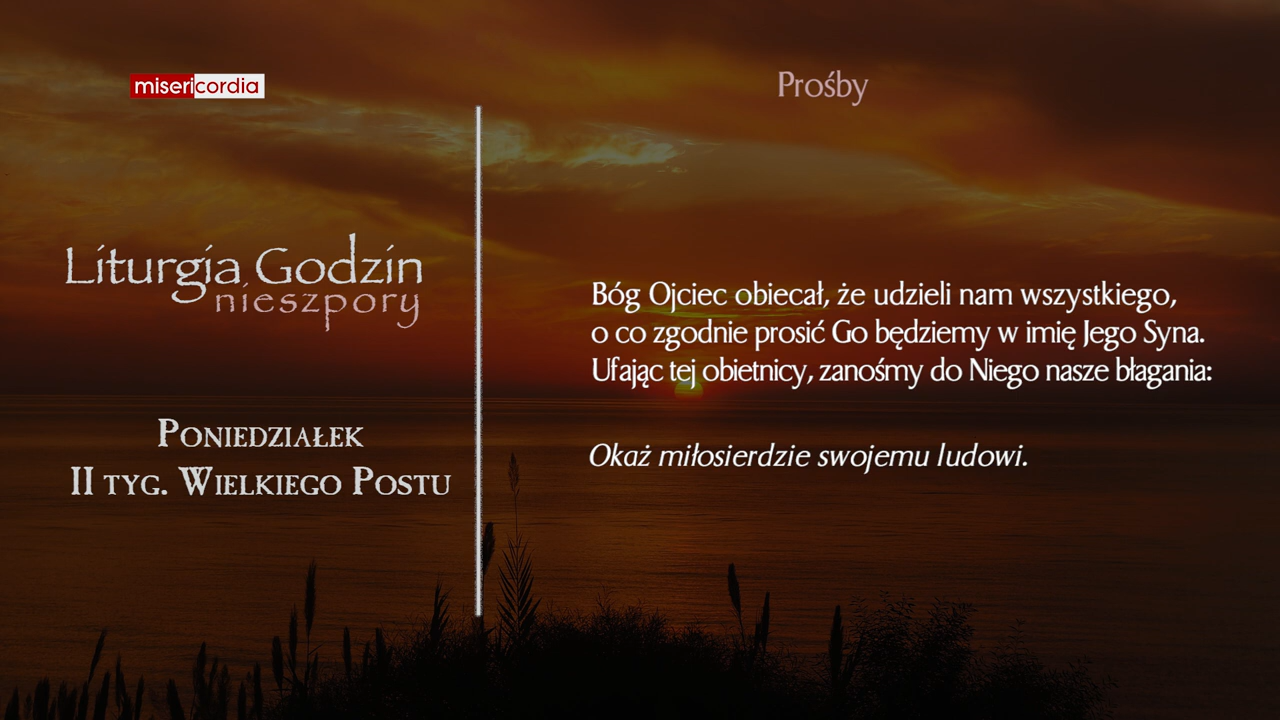 misericordia
Liturgia Godzin
nieszpory
Poniedziałek
II tyg. Wielkiego Postu
Prośby
Bóg Ojciec obiecał, że udzieli nam wszystkiego,
o co zgodnie prosić Go będziemy w imię Jego Syna.
Ufając tej obietnicy, zanośmy do Niego nasze błagania:
Okaż miłosierdzie swojemu ludowi.